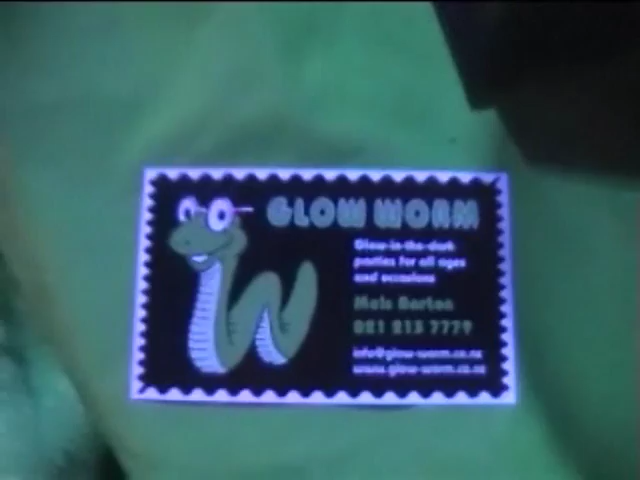 GLOW WORM
Glow-in-the-dark
parties for all ages
and occasions
Barton
021 213 7779
info@glow-worm.co.nz
www.glow-worm.co.nz